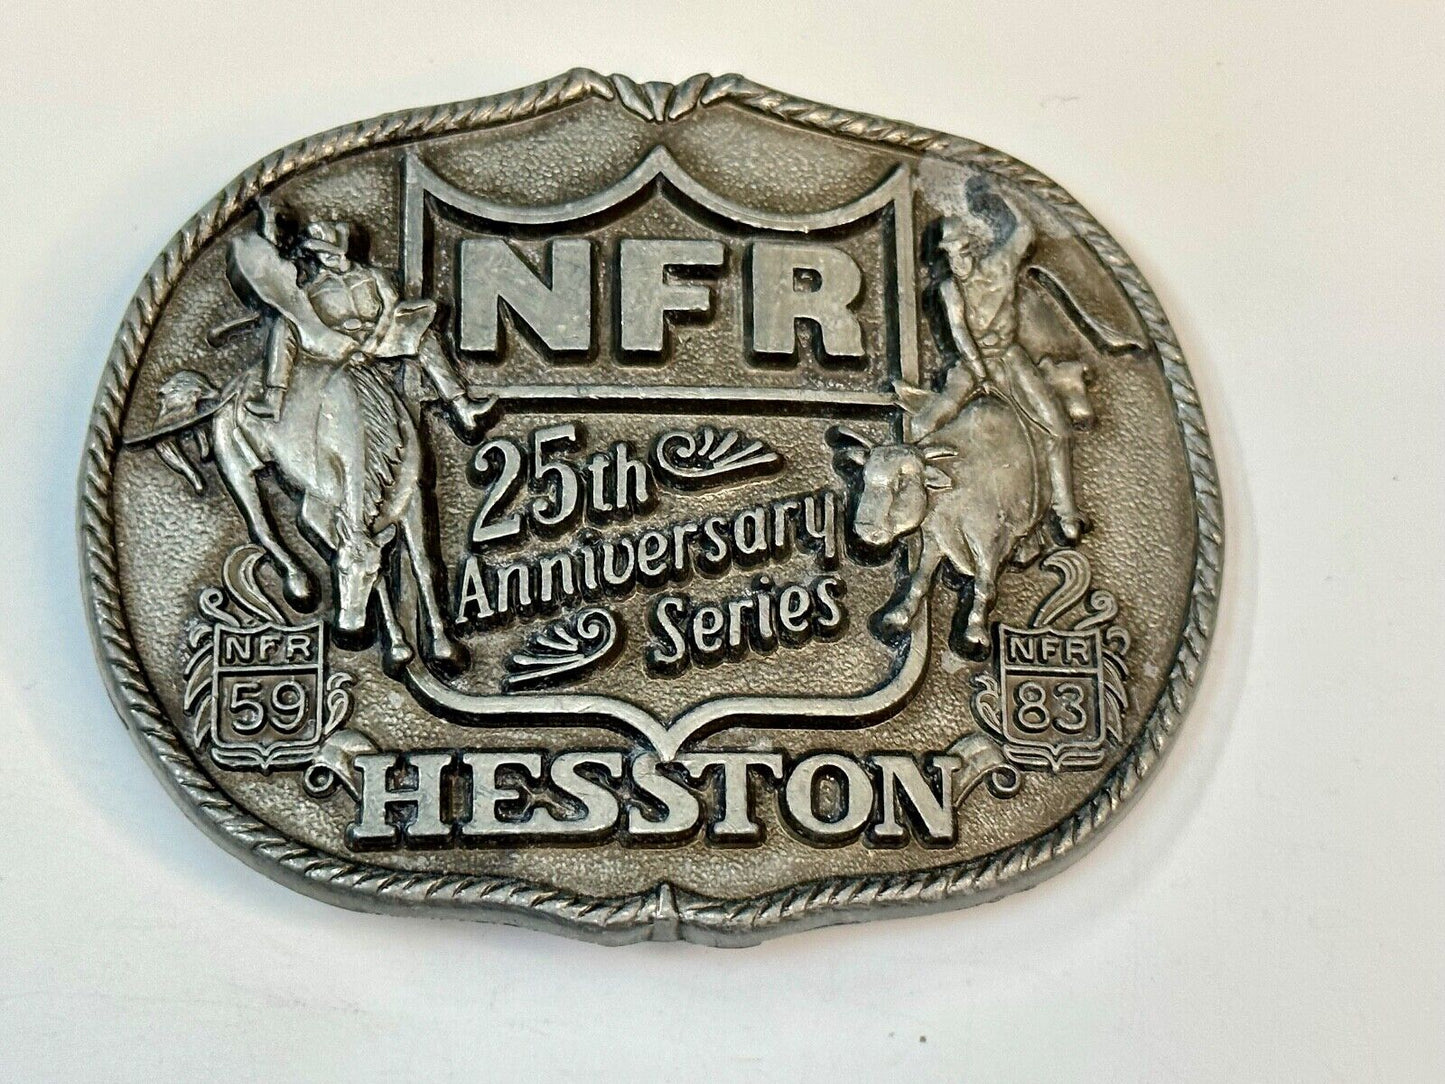 NFR
25th
Anniversary
Series
NFR
59
NFR
83
HESSTON